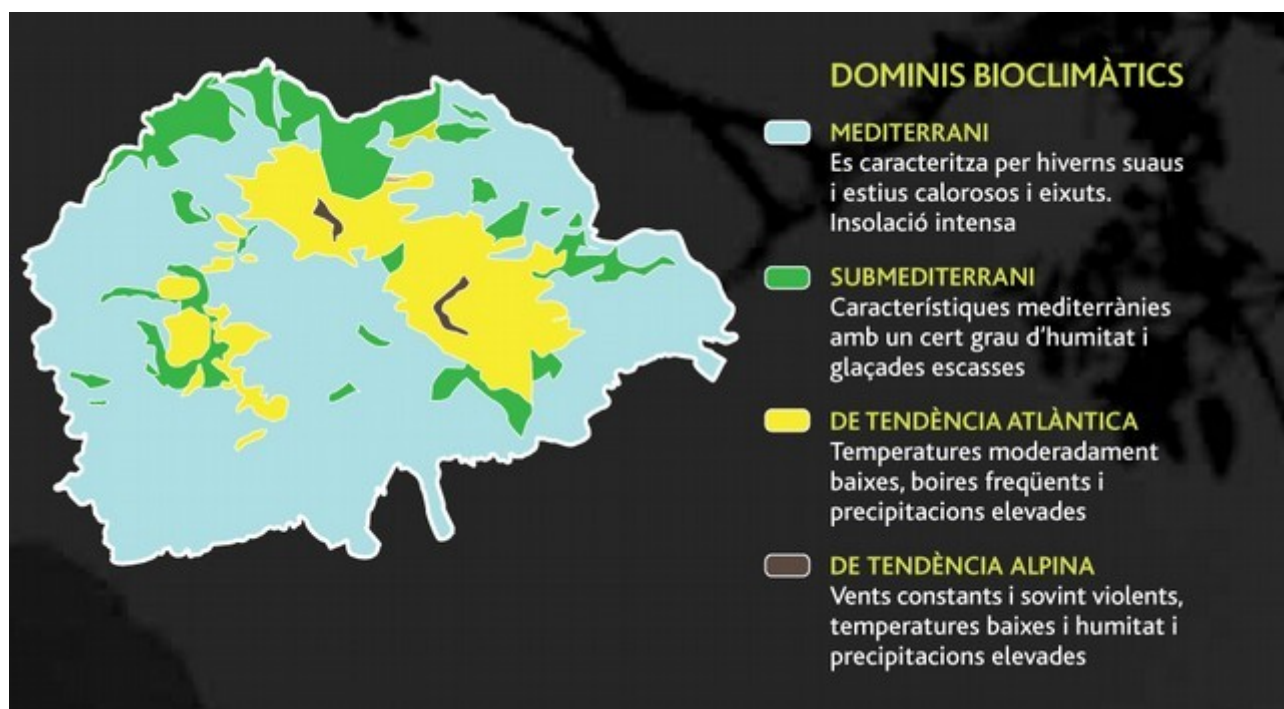 DOMINIS BIOCLIMÀTICS
MEDITERRANI
Es caracteritza per hiverns suaus
i estius calorosos i eixuts.
Insolació intensa
SUBMEDITERRANI
Característiques mediterrànies
amb un cert grau d'humitat i
glaçades escasses
DE TENDÈNCIA ATLÀNTICA
Temperatures moderadament
baixes, boires freqüents i
precipitacions elevades
DE TENDÈNCIA ALPINA
Vents constants i sovint violents,
temperatures baixes i humitat i
precipitacions elevades